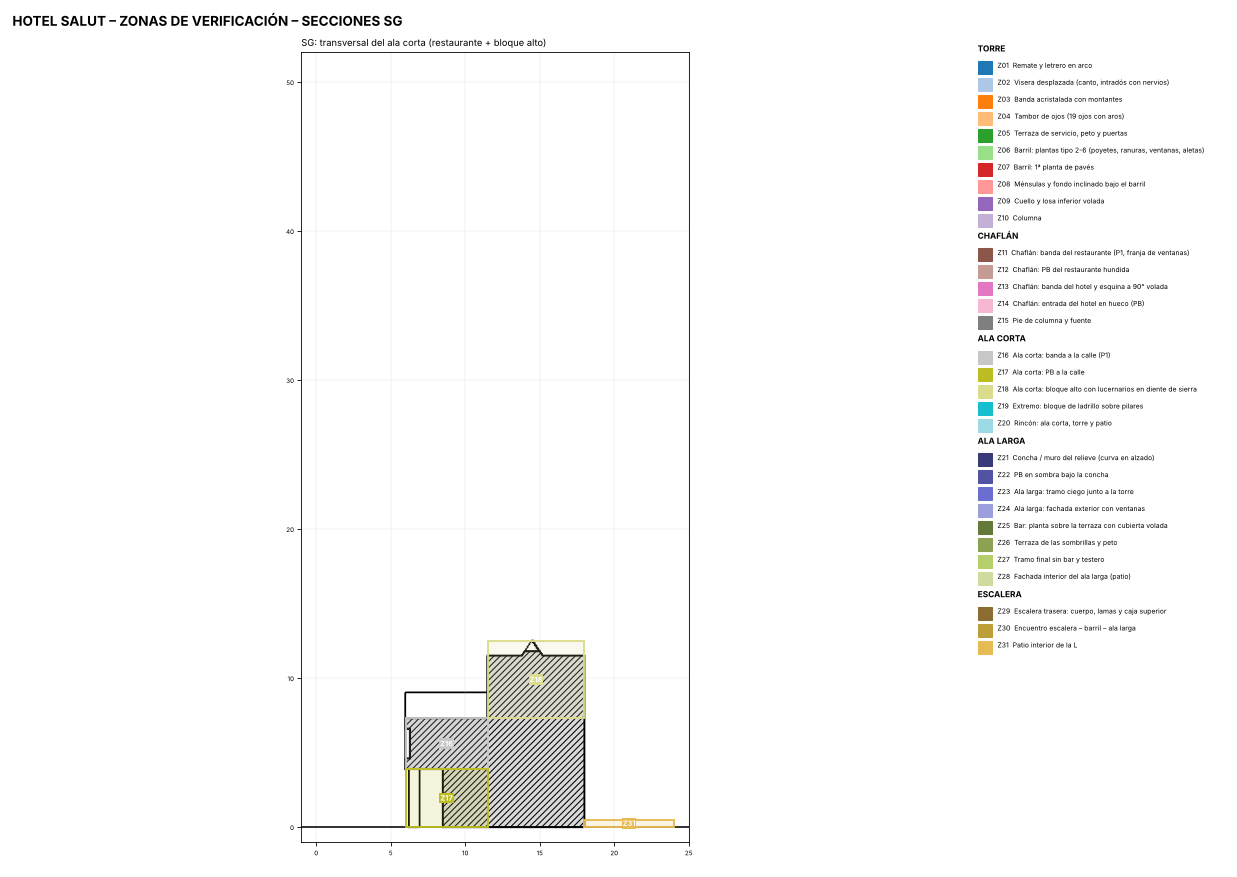 HOTEL SALUT – ZONAS DE VERIFICACIÓN – SECCIONES SG
SG: transversal del ala corta (restaurante + bloque alto)
50
40
30
20
10
0
0 5 10 15 20 25
Z18
Z16
Z17
Z31
TORRE
Z01 Remate y letrero en arco
Z02 Visera desplazada (canto, intradós con nervios)
Z03 Banda acristalada con montantes
Z04 Tambor de ojos (19 ojos con aros)
Z05 Terraza de servicio, peto y puertas
Z06 Barril: plantas tipo 2-6 (poyetes, ranuras, ventanas, aletas)
Z07 Barril: 1ª planta de pavés
Z08 Ménsulas y fondo inclinado bajo el barril
Z09 Cuello y losa inferior volada
Z10 Columna
CHAFLÁN
Z11 Chaflán: banda del restaurante (P1, franja de ventanas)
Z12 Chaflán: PB del restaurante hundida
Z13 Chaflán: banda del hotel y esquina a 90° volada
Z14 Chaflán: entrada del hotel en hueco (PB)
Z15 Pie de columna y fuente
ALA CORTA
Z16 Ala corta: banda a la calle (P1)
Z17 Ala corta: PB a la calle
Z18 Ala corta: bloque alto con lucernarios en diente de sierra
Z19 Extremo: bloque de ladrillo sobre pilares
Z20 Rincón: ala corta, torre y patio
ALA LARGA
Z21 Concha / muro del relieve (curva en alzado)
Z22 PB en sombra bajo la concha
Z23 Ala larga: tramo ciego junto a la torre
Z24 Ala larga: fachada exterior con ventanas
Z25 Bar: planta sobre la terraza con cubierta volada
Z26 Terraza de las sombrillas y peto
Z27 Tramo final sin bar y testero
Z28 Fachada interior del ala larga (patio)
ESCALERA
Z29 Escalera trasera: cuerpo, lamas y caja superior
Z30 Encuentro escalera – barril – ala larga
Z31 Patio interior de la L